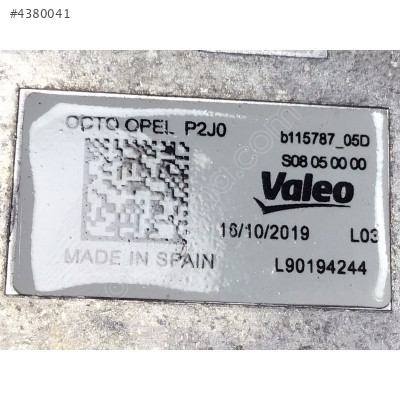 #4380041
OCTO OPEL P2J0
b115787_05D
S08 05 00 00
Valeo
16/10/2019 L03
MADE IN SPAIN
L90194244